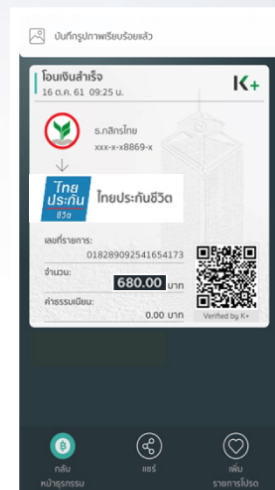 บันทึกรูปภาพเรียบร้อยแล้ว
โอนเงินสำเร็จ
16 ต.ค. 61 09:25 น.
K+
ธ.กสิกรไทย
xxx-x-x8869-x
ไทย
ประกัน
ชีวิต
ไทยประกันชีวิต
เลขที่รายการ:
018289092541654173
จำนวน:
680.00 บาท
ค่าธรรมเนียม:
0.00 บาท
Verified by K+
กลับ
หน้าธุรกรรม
แชร์
เพิ่ม
รายการโปรด